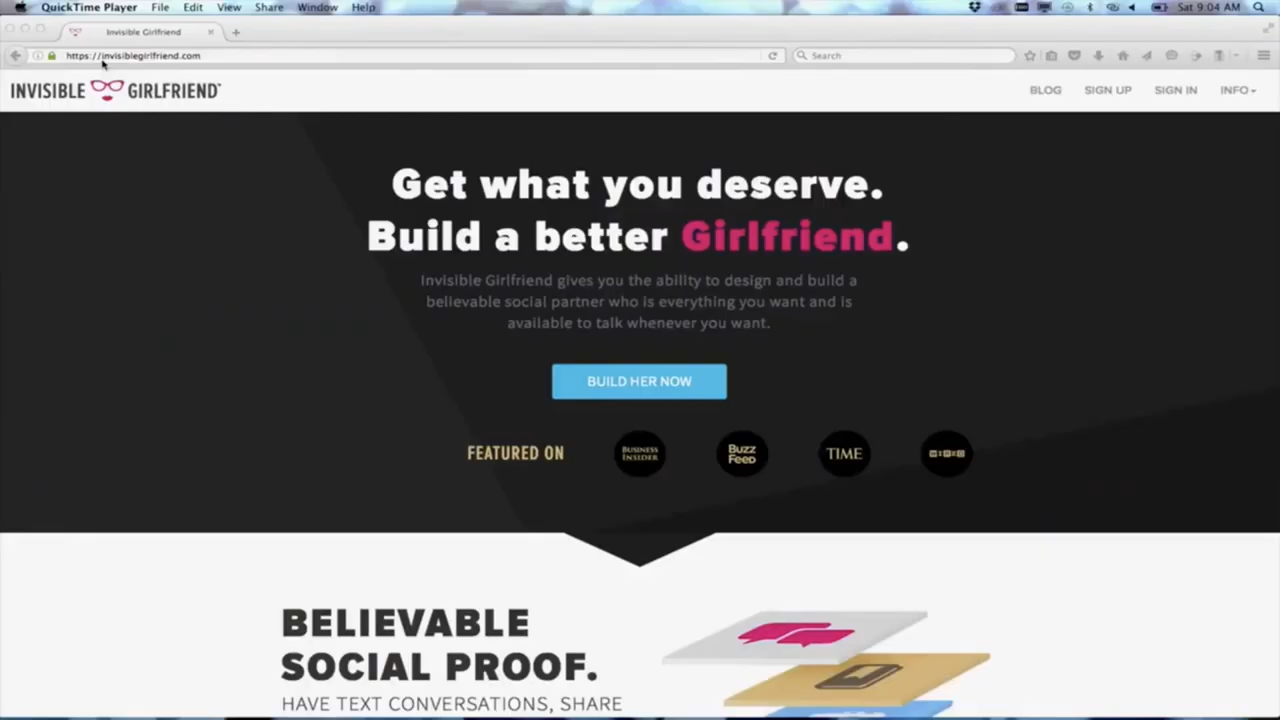 QuickTime Player File Edit View Share Window Help Sat 9:04 AM
Invisible Girlfriend
https://invisiblegirlfriend.com Search
INVISIBLE GIRLFRIEND™ BLOG SIGN UP SIGN IN INFO
Get what you deserve.
Build a better Girlfriend.
Invisible Girlfriend gives you the ability to design and build a
believable social partner who is everything you want and is
available to talk whenever you want.
BUILD HER NOW
FEATURED ON
BUSINESS
INSIDER
Buzz
Feed
TIME
WIRED
BELIEVABLE
SOCIAL PROOF.
HAVE TEXT CONVERSATIONS, SHARE